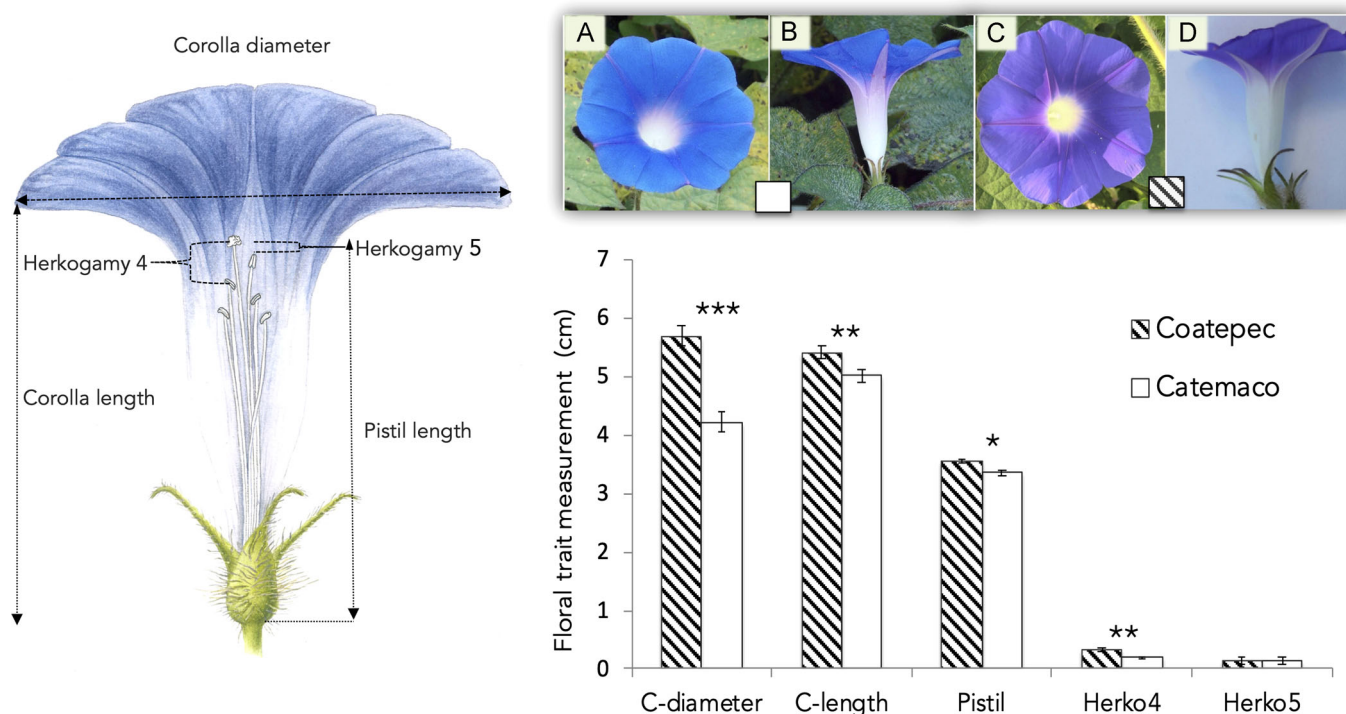 Corolla diameter
Herkogamy 4
Herkogamy 5
Corolla length
Pistil length
A
B
C
D
Floral trait measurement (cm)
7
6
5
4
3
2
1
0
***
**
*
**
Coatepec
Catemaco
C-diameter
C-length
Pistil
Herko4
Herko5